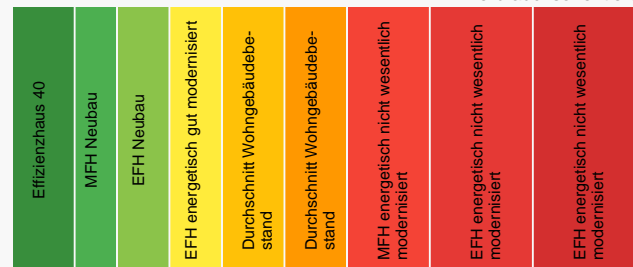 Effizienzhaus 40
MFH Neubau
EFH Neubau
EFH energetisch gut modernisiert
Durchschnitt Wohngebäudebe-
stand
Durchschnitt Wohngebäudebe-
stand
MFH energetisch nicht wesentlich
modernisiert
EFH energetisch nicht wesentlich
modernisiert
EFH energetisch nicht wesentlich
modernisiert